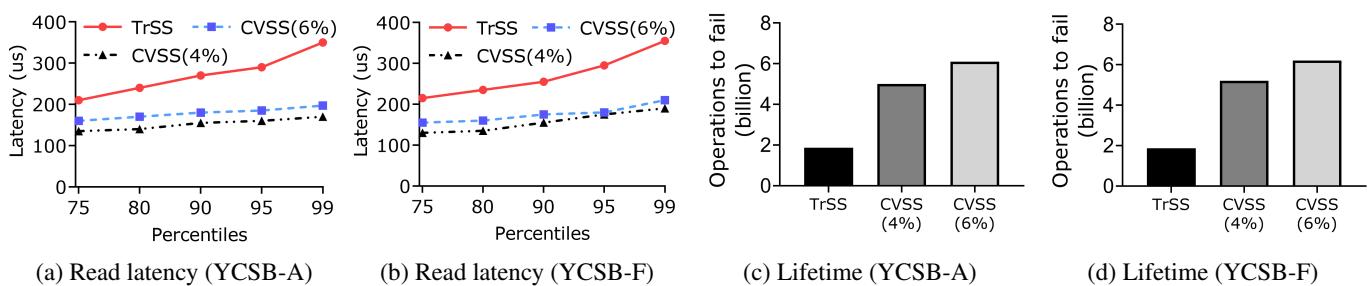 Latency (us)
400
300
200
100
0
TrSS
CVSS(6%)
CVSS(4%)
75
80
90
95
99
Percentiles
(a) Read latency (YCSB-A)
Latency (us)
400
300
200
100
0
TrSS
CVSS(6%)
CVSS(4%)
75
80
90
95
99
Percentiles
(b) Read latency (YCSB-F)
Operations to fail
(billion)
8
6
4
2
0
TrSS
CVSS
(4%)
CVSS
(6%)
(c) Lifetime (YCSB-A)
Operations to fail
(billion)
8
6
4
2
0
TrSS
CVSS
(4%)
CVSS
(6%)
(d) Lifetime (YCSB-F)